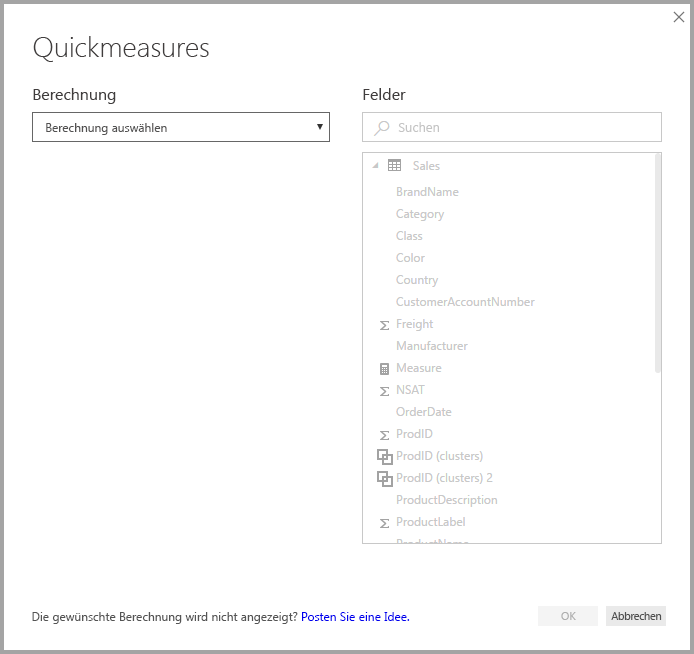 Quickmeasures
Berechnung
Berechnung auswählen
Felder
Suchen
Sales
BrandName
Category
Class
Color
Country
CustomerAccountNumber
Freight
Manufacturer
Measure
NSAT
OrderDate
ProdID
ProdID (clusters)
ProdID (clusters) 2
ProductDescription
ProductLabel
ProductName
Die gewünschte Berechnung wird nicht angezeigt? Posten Sie eine Idee.
OK
Abbrechen